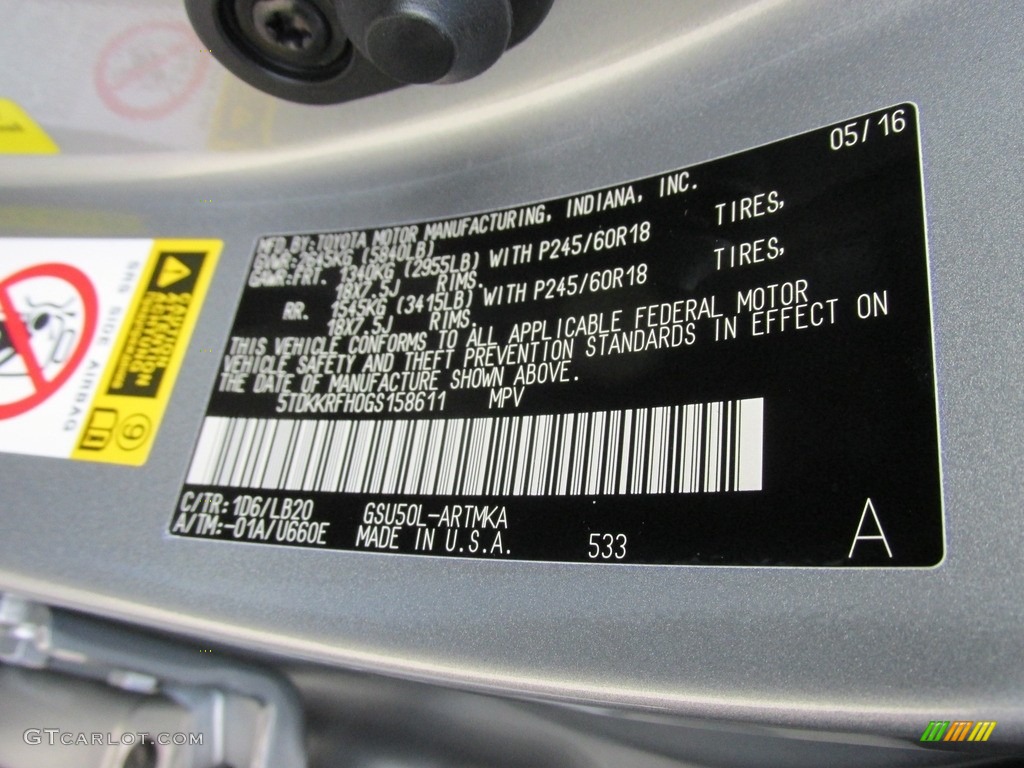 05/16
MFD. BY: TOYOTA MOTOR MANUFACTURING, INDIANA, INC.
GVWR: 2645KG (5840LB)
GAWR: FRT. 1340KG (2955LB) WITH P245/60R18 TIRES,
18X7.5J RIMS.
RR. 1545KG (3415LB) WITH P245/60R18 TIRES,
18X7.5J RIMS.
THIS VEHICLE CONFORMS TO ALL APPLICABLE FEDERAL MOTOR
VEHICLE SAFETY AND THEFT PREVENTION STANDARDS IN EFFECT ON
THE DATE OF MANUFACTURE SHOWN ABOVE.
5TDKKRFH0GS158611 MPV
C/TR: 1D6/LB20 GSU50L-ARTMKA
A/TM: -01A/U660E MADE IN U.S.A. 533 A
SRS SIDE AIRBAG
GTCARLOT.COM